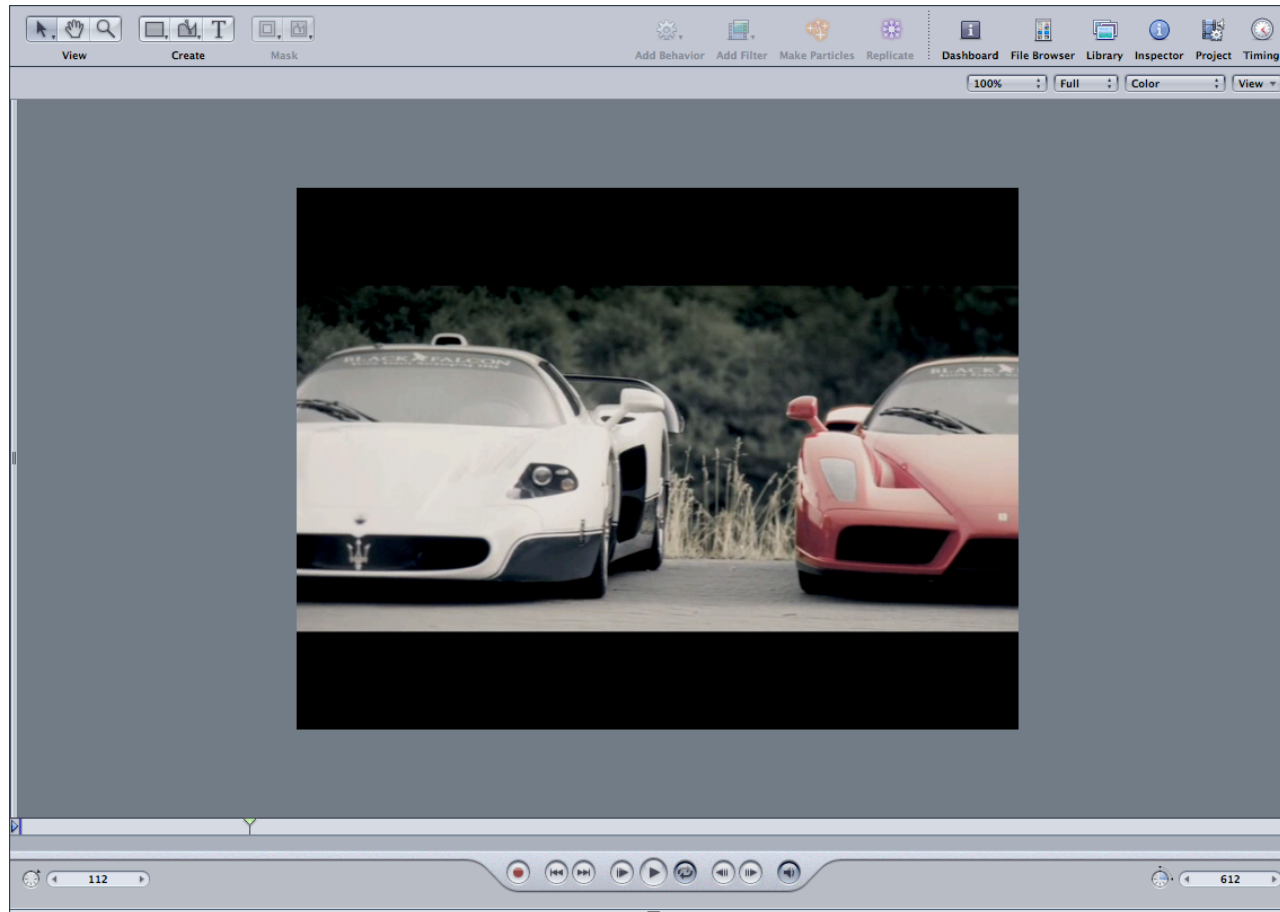 View
Create
Mask
Add Behavior
Add Filter
Make Particles
Replicate
Dashboard
File Browser
Library
Inspector
Project
Timing
100%
Full
Color
View
BLACK FALCON
BLACK
112
612